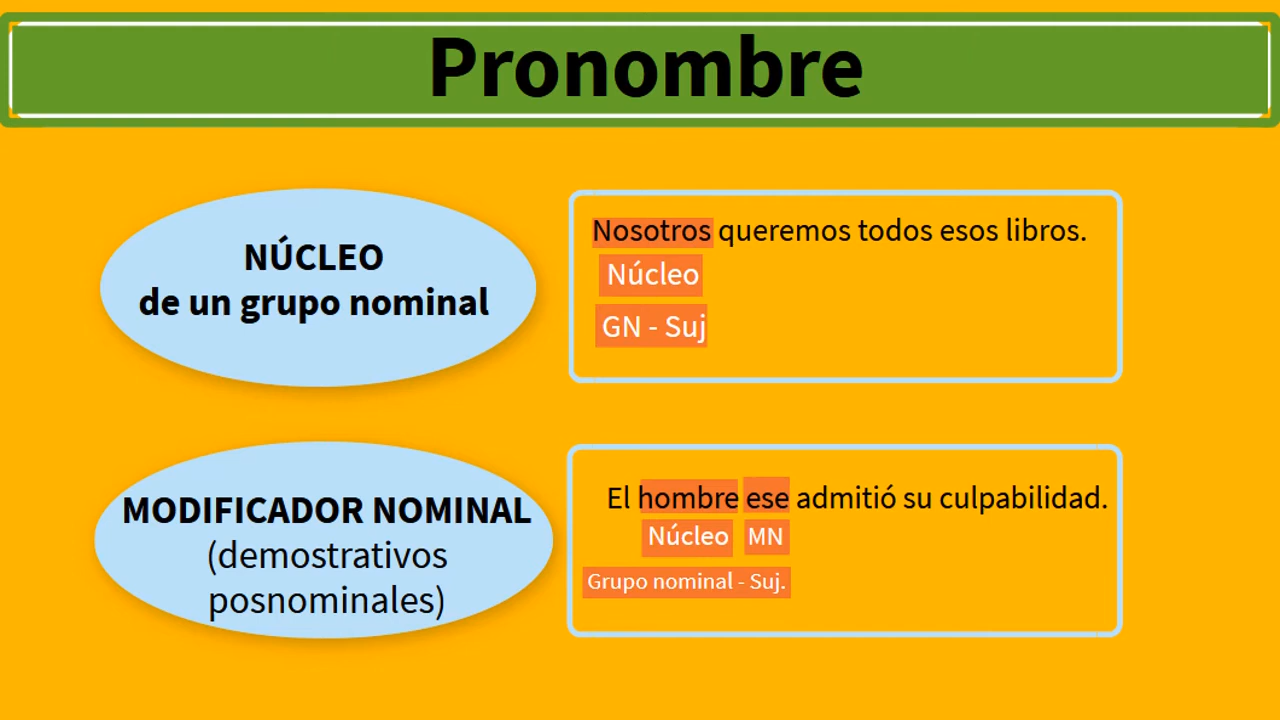 Pronombre
NÚCLEO
de un grupo nominal
Nosotros queremos todos esos libros.
Núcleo
GN - Suj
MODIFICADOR NOMINAL
(demostrativos
posnominales)
El hombre ese admitió su culpabilidad.
Núcleo MN
Grupo nominal - Suj.